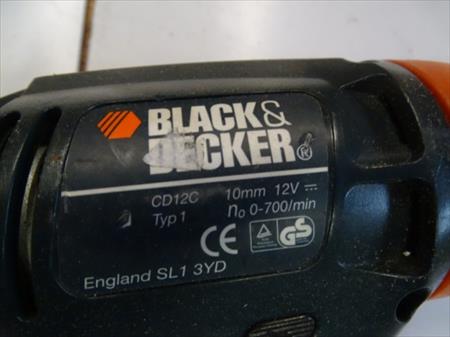 BLACK&
DECKER®
CD12C 10mm 12V
Typ 1 n₀ 0-700/min
CE GS
England SL1 3YD